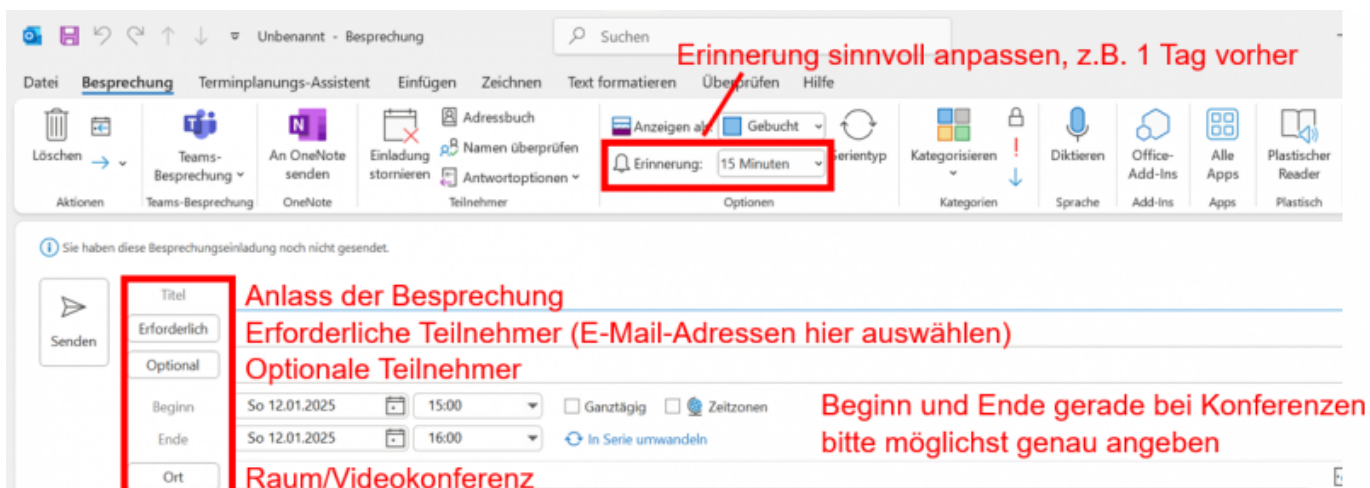 Unbenannt - Besprechung
Suchen
Erinnerung sinnvoll anpassen, z.B. 1 Tag vorher
Datei Besprechung Terminplanungs-Assistent Einfügen Zeichnen Text formatieren Überprüfen Hilfe
Löschen
Teams-
Besprechung
An OneNote
senden
Einladung
stornieren
Adressbuch
Namen überprüfen
Antwortoptionen
Anzeigen als: Gebucht
Erinnerung: 15 Minuten
Serientyp
Kategorisieren
Diktieren
Office-
Add-Ins
Alle
Apps
Plastischer
Reader
Aktionen Teams-Besprechung OneNote Teilnehmer Optionen Kategorien Sprache Add-Ins Apps Plastisch
Sie haben diese Besprechungseinladung noch nicht gesendet.
Senden
Titel Anlass der Besprechung
Erforderlich Erforderliche Teilnehmer (E-Mail-Adressen hier auswählen)
Optional Optionale Teilnehmer
Beginn So 12.01.2025 15:00 Ganztägig Zeitzonen
Ende So 12.01.2025 16:00 In Serie umwandeln
Beginn und Ende gerade bei Konferenzen
bitte möglichst genau angeben
Ort Raum/Videokonferenz